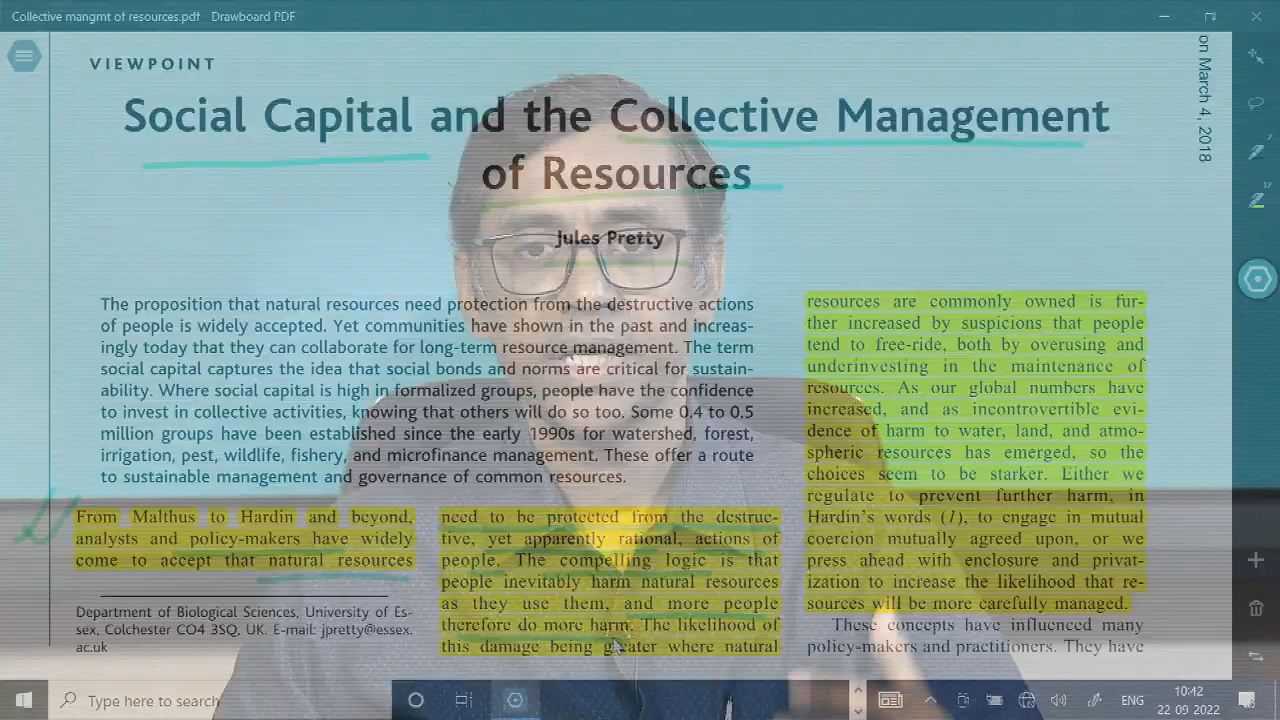 Collective mangmt of resources.pdf Drawboard PDF
on March 4, 2018
VIEWPOINT
Social Capital and the Collective Management
of Resources
Jules Pretty
The proposition that natural resources need protection from the destructive actions
of people is widely accepted. Yet communities have shown in the past and increas-
ingly today that they can collaborate for long-term resource management. The term
social capital captures the idea that social bonds and norms are critical for sustain-
ability. Where social capital is high in formalized groups, people have the confidence
to invest in collective activities, knowing that others will do so too. Some 0.4 to 0.5
million groups have been established since the early 1990s for watershed, forest,
irrigation, pest, wildlife, fishery, and microfinance management. These offer a route
to sustainable management and governance of common resources.
From Malthus to Hardin and beyond,
analysts and policy-makers have widely
come to accept that natural resources
Department of Biological Sciences, University of Es-
sex, Colchester CO4 3SQ, UK. E-mail: jpretty@essex.
ac.uk
need to be protected from the destruc-
tive, yet apparently rational, actions of
people. The compelling logic is that
people inevitably harm natural resources
as they use them, and more people
therefore do more harm. The likelihood of
this damage being greater where natural
resources are commonly owned is fur-
ther increased by suspicions that people
tend to free-ride, both by overusing and
underinvesting in the maintenance of
resources. As our global numbers have
increased, and as incontrovertible evi-
dence of harm to water, land, and atmo-
spheric resources has emerged, so the
choices seem to be starker. Either we
regulate to prevent further harm, in
Hardin's words (1), to engage in mutual
coercion mutually agreed upon, or we
press ahead with enclosure and privat-
ization to increase the likelihood that re-
sources will be more carefully managed.
These concepts have influenced many
policy-makers and practitioners. They have
17
Type here to search
ENG
10:42
22-09-2022